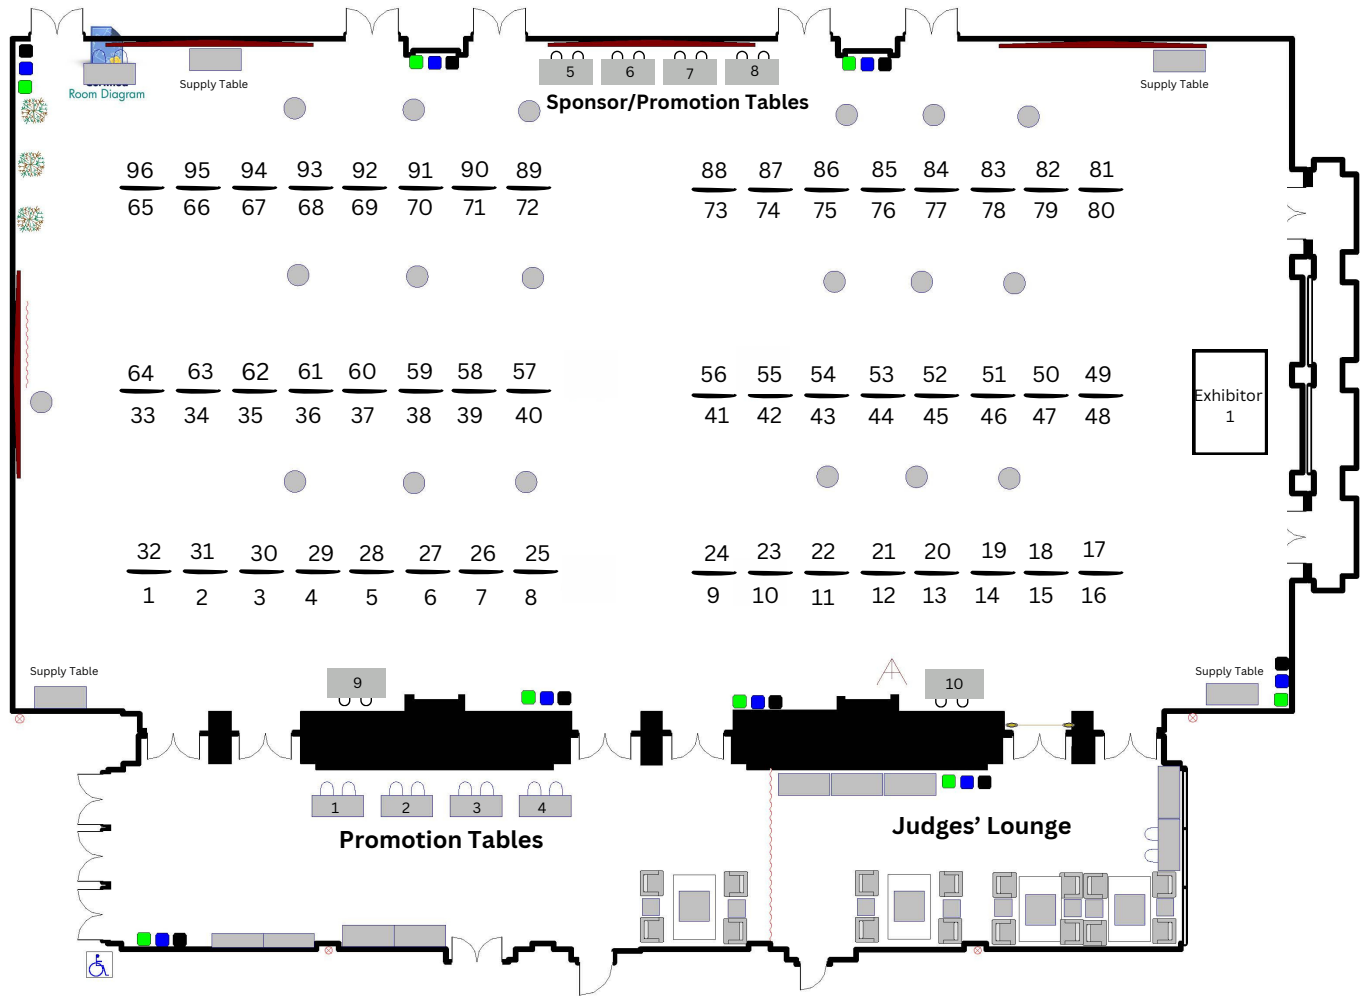 5 6 7 8
Supply Table
Supply Table
Room Diagram
Sponsor/Promotion Tables
96 95 94 93 92 91 90 89 88 87 86 85 84 83 82 81
65 66 67 68 69 70 71 72 73 74 75 76 77 78 79 80
64 63 62 61 60 59 58 57 56 55 54 53 52 51 50 49
33 34 35 36 37 38 39 40 41 42 43 44 45 46 47 48
Exhibitor
1
32 31 30 29 28 27 26 25 24 23 22 21 20 19 18 17
1 2 3 4 5 6 7 8 9 10 11 12 13 14 15 16
Supply Table
Supply Table
9 10
1 2 3 4
Promotion Tables
Judges’ Lounge